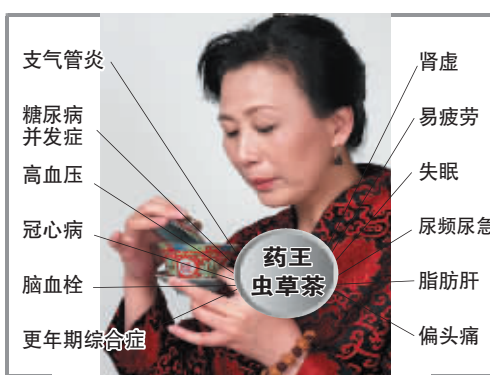 支气管炎
糖尿病
并发症
高血压
冠心病
脑血栓
更年期综合症
药王
虫草茶
肾虚
易疲劳
失眠
尿频尿急
脂肪肝
偏头痛